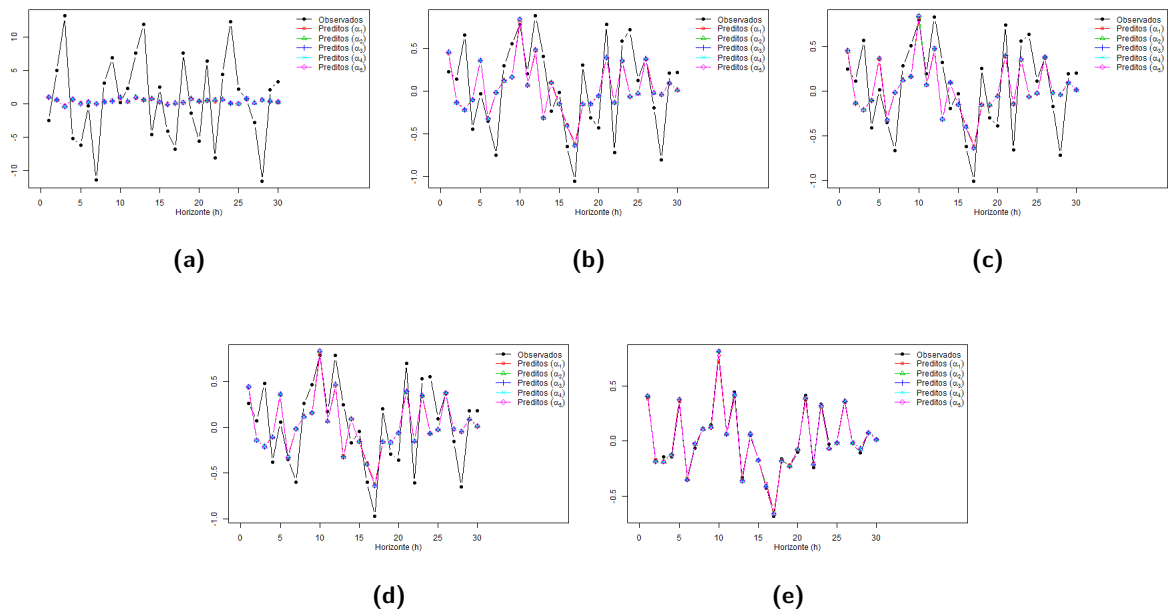 Observados
Preditos (α₁)
Preditos (α₂)
Preditos (α₃)
Preditos (α₄)
Preditos (α₅)
10
5
0
-5
-10
0 5 10 15 20 25 30
Horizonte (h)
(a)
Observados
Preditos (α₁)
Preditos (α₂)
Preditos (α₃)
Preditos (α₄)
Preditos (α₅)
0.5
0.0
-0.5
-1.0
0 5 10 15 20 25 30
Horizonte (h)
(b)
Observados
Preditos (α₁)
Preditos (α₂)
Preditos (α₃)
Preditos (α₄)
Preditos (α₅)
0.5
0.0
-0.5
-1.0
0 5 10 15 20 25 30
Horizonte (h)
(c)
Observados
Preditos (α₁)
Preditos (α₂)
Preditos (α₃)
Preditos (α₄)
Preditos (α₅)
0.5
0.0
-0.5
-1.0
0 5 10 15 20 25 30
Horizonte (h)
(d)
Observados
Preditos (α₁)
Preditos (α₂)
Preditos (α₃)
Preditos (α₄)
Preditos (α₅)
0.5
0.0
-0.5
0 5 10 15 20 25 30
Horizonte (h)
(e)